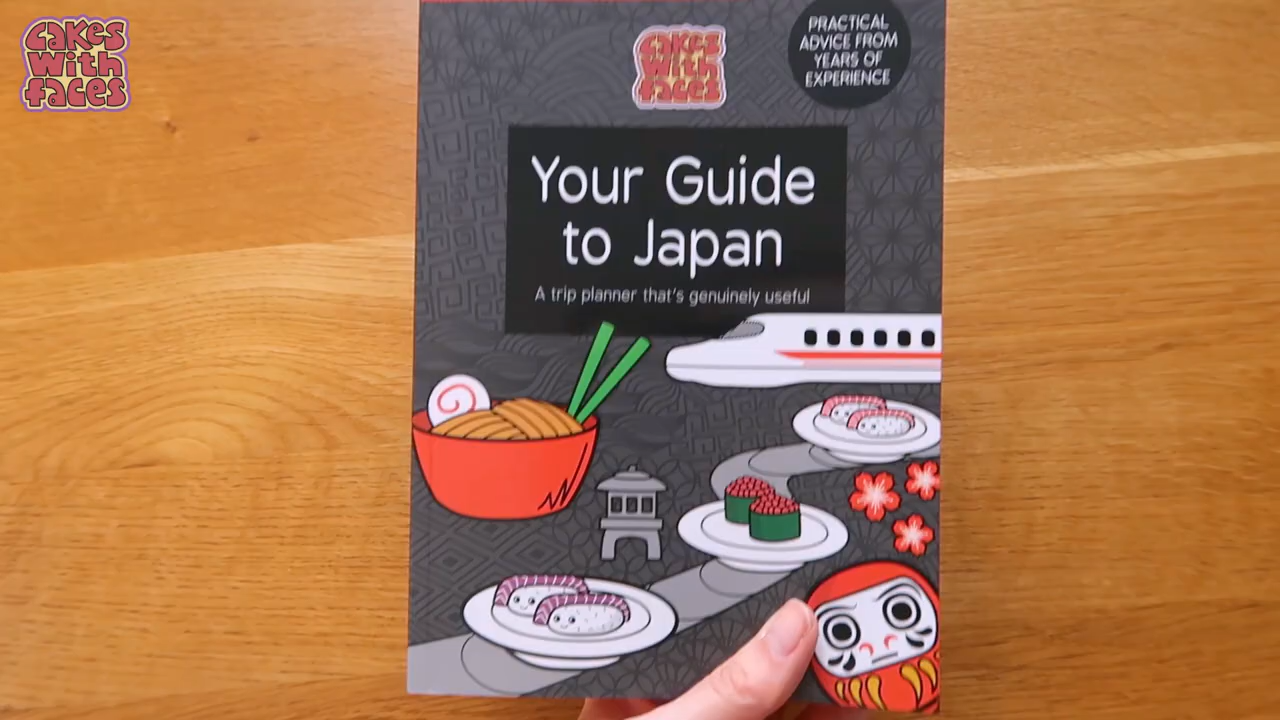 Cakes
With
faces
Cakes
With
faces
PRACTICAL
ADVICE FROM
YEARS OF
EXPERIENCE
Your Guide
to Japan
A trip planner that's genuinely useful